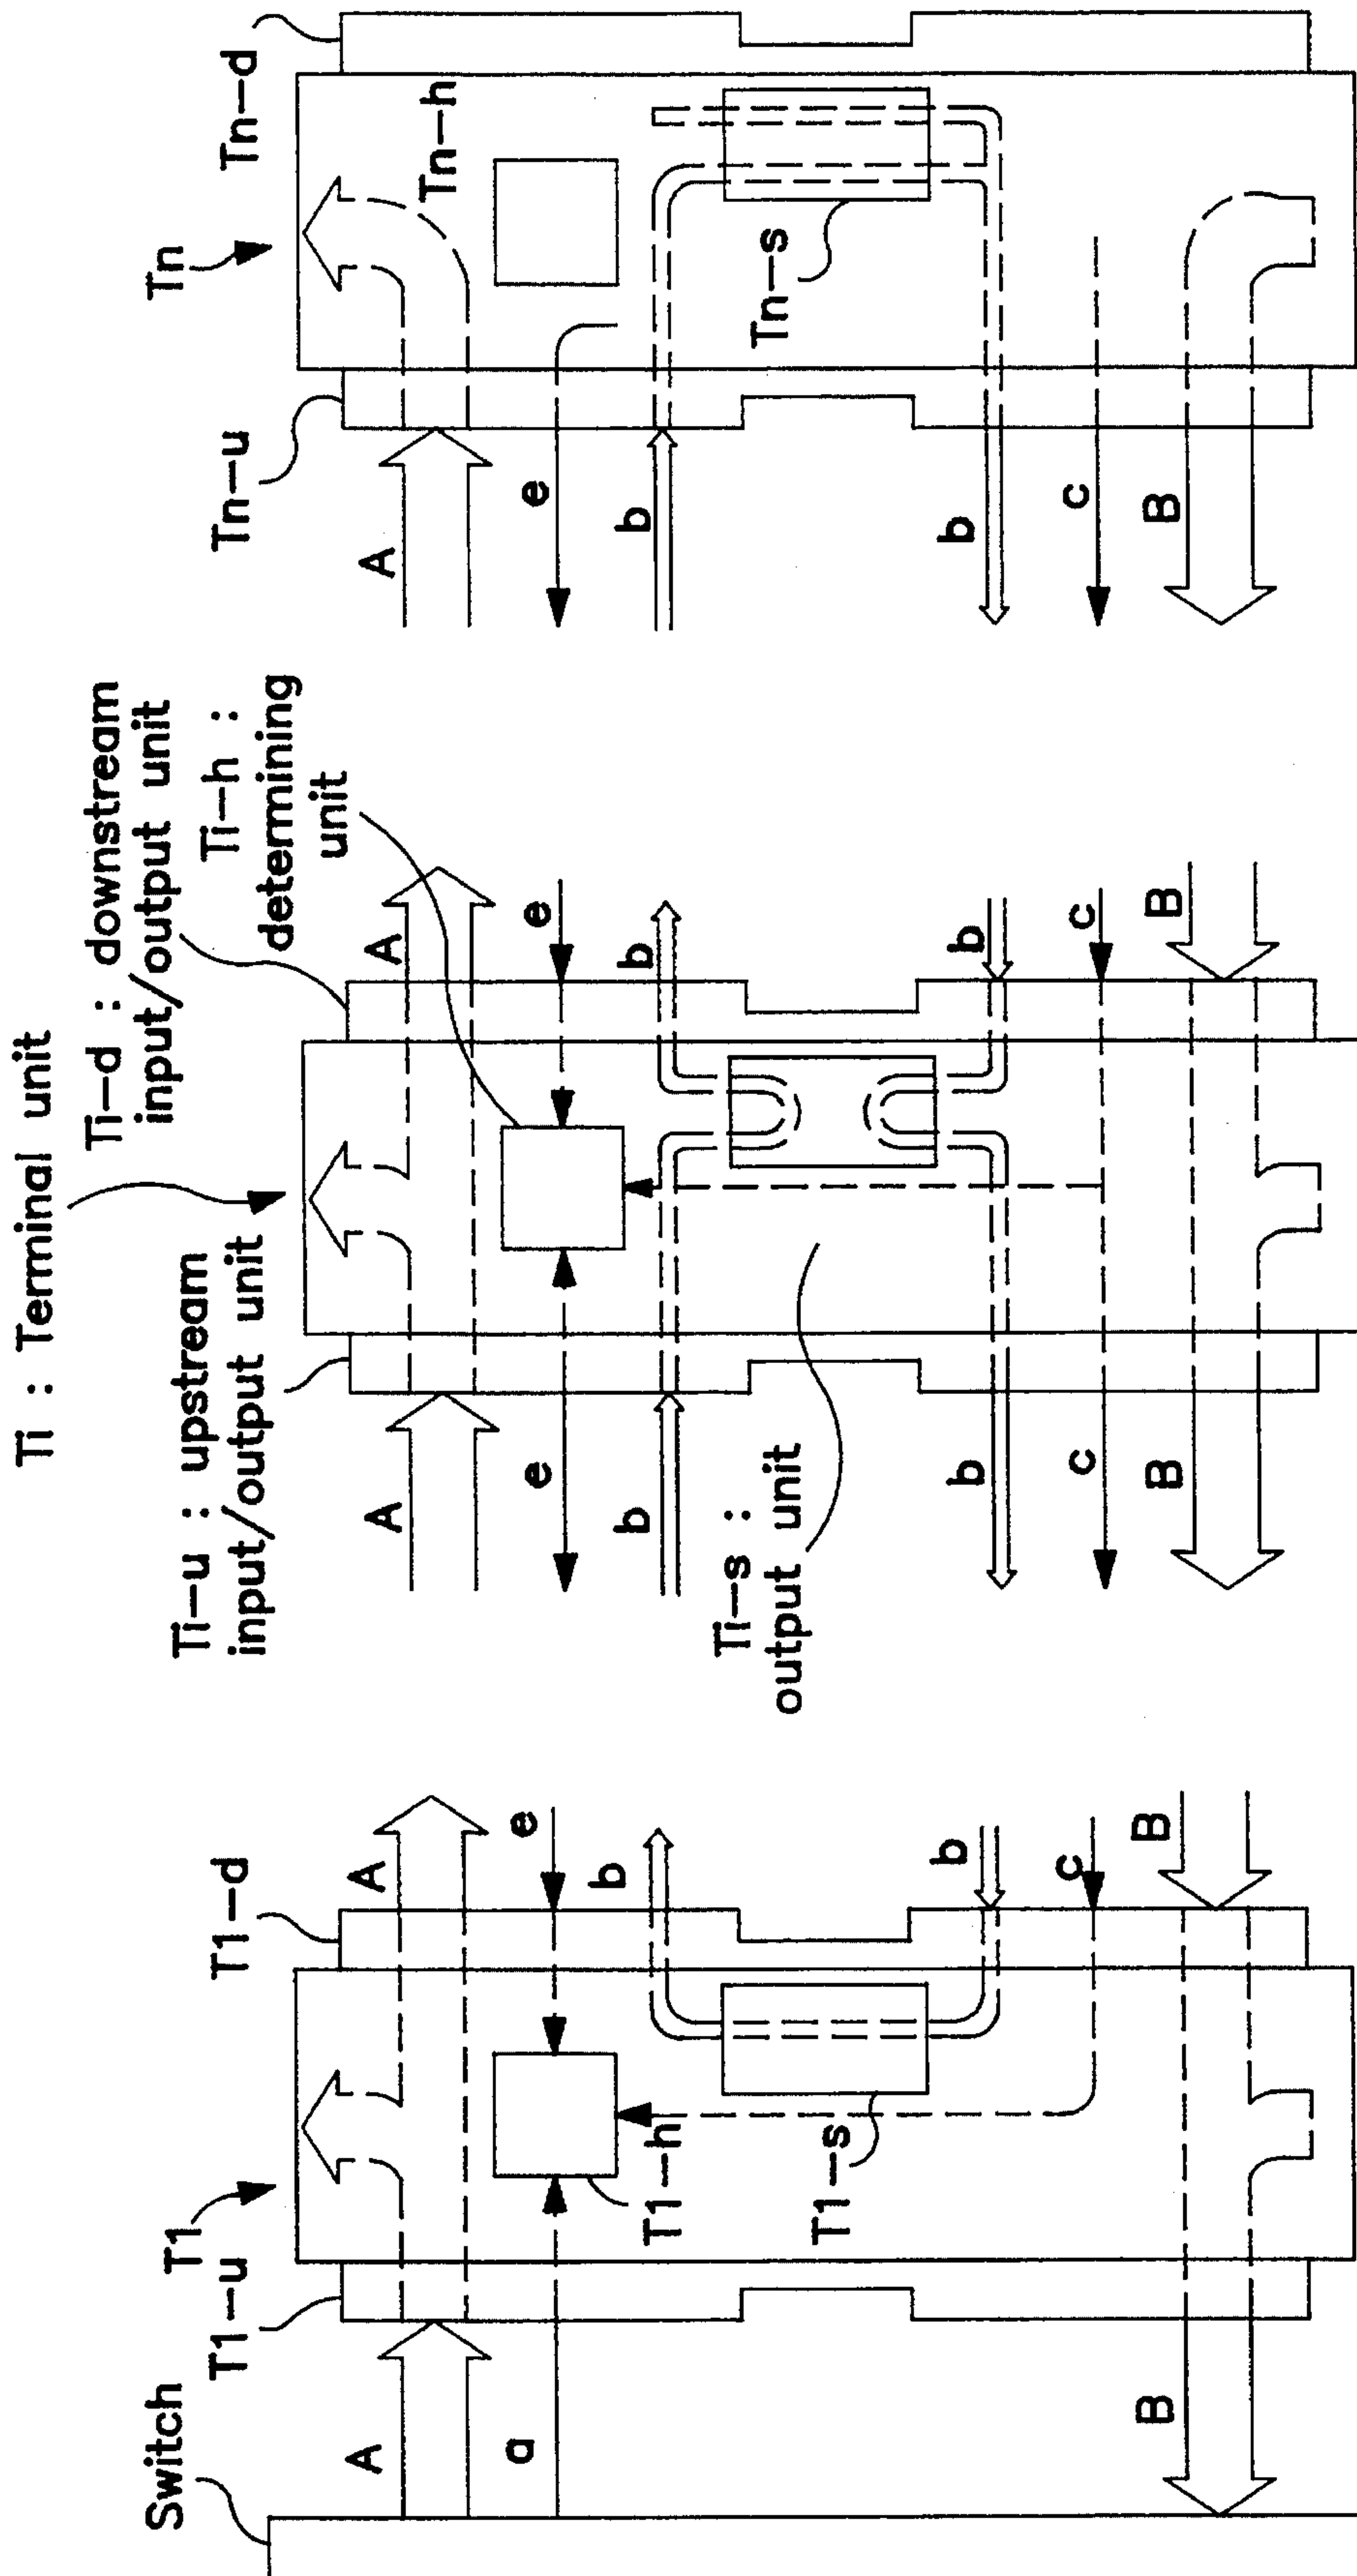 Switch
T1
T1-u
T1-d
A
A
a
e
T1-h
b
T1-s
b
c
B
B
Ti : Terminal unit
Ti-u : upstream
input/output unit
Ti-d : downstream
input/output unit
Ti-h :
determining
unit
A
A
e
e
b
b
Ti-s :
output unit
b
b
c
c
B
B
Tn
Tn-u
Tn-d
A
Tn-h
e
b
Tn-s
b
c
B